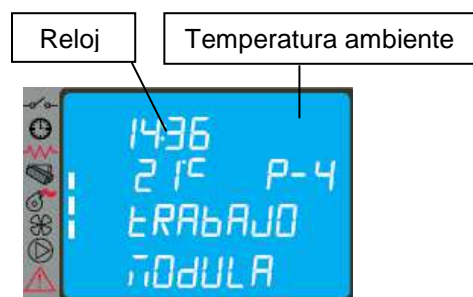 Reloj
Temperatura ambiente
14:36
21°C P-4
tRAbAJO
MOdULA